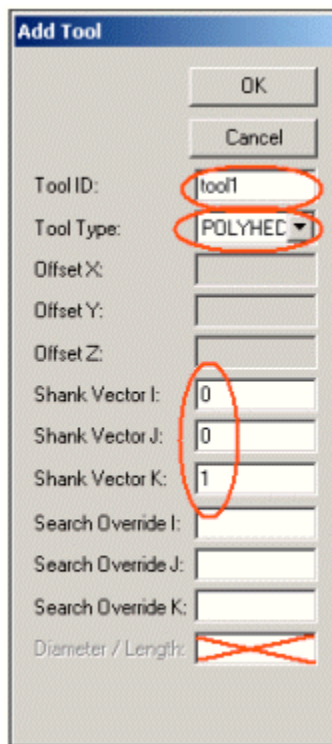 Add Tool
OK
Cancel
Tool ID: tool1
Tool Type: POLYHED
Offset X:
Offset Y:
Offset Z:
Shank Vector I: 0
Shank Vector J: 0
Shank Vector K: 1
Search Override I:
Search Override J:
Search Override K:
Diameter / Length: